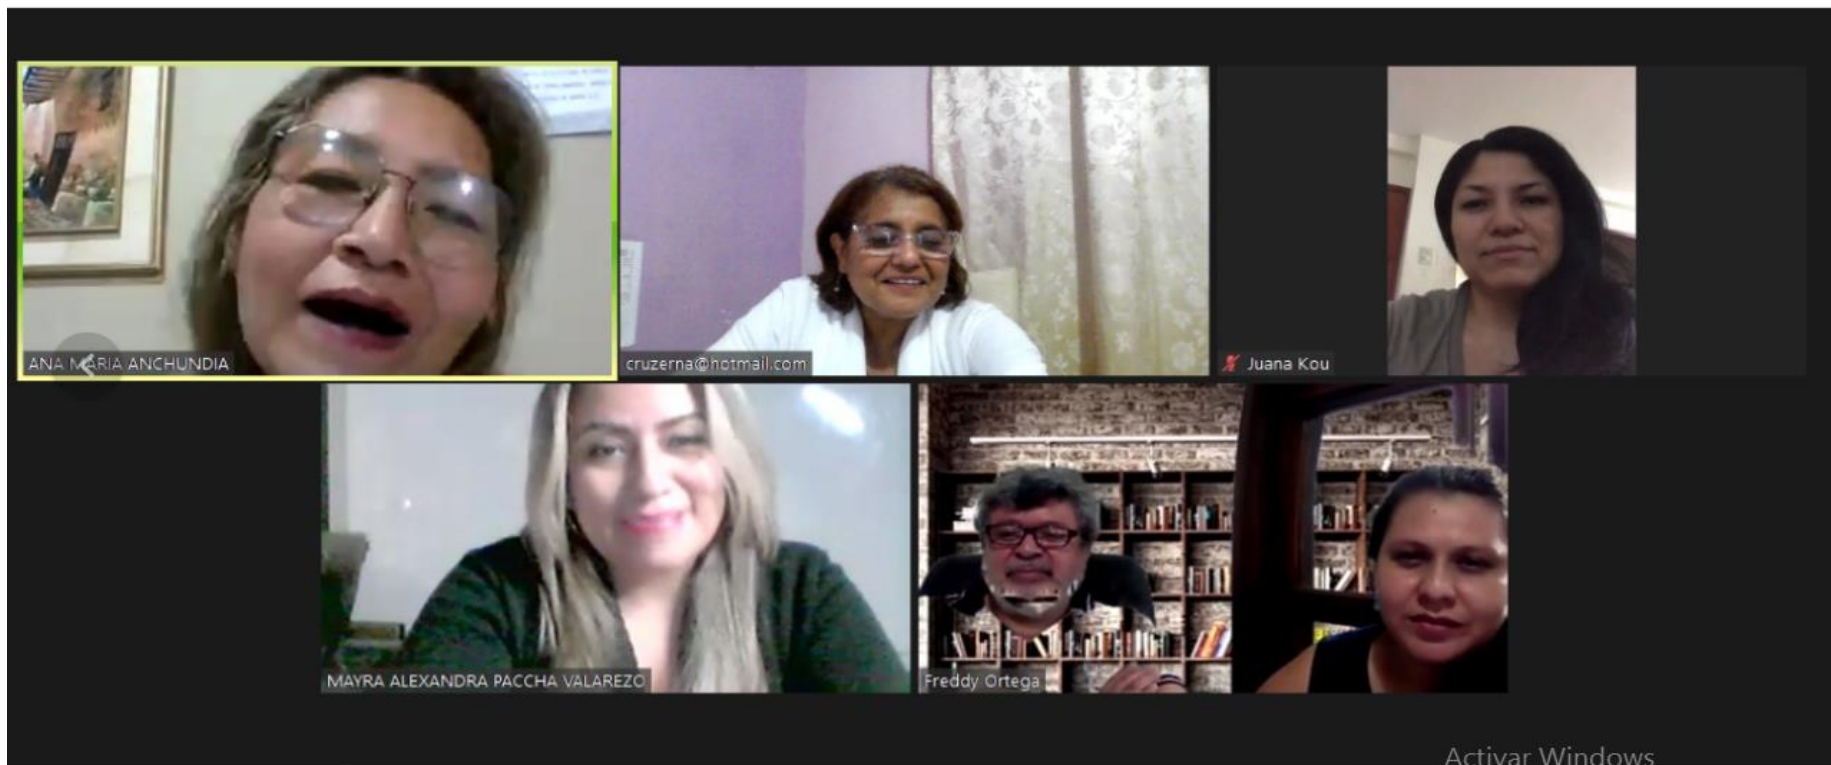 ANA MARIA ANCHUNDIA
cruzerna@hotmail.com
Juana Kou
MAYRA ALEXANDRA PACCHA VALAREZO
Freddy Ortega
Activar Windows